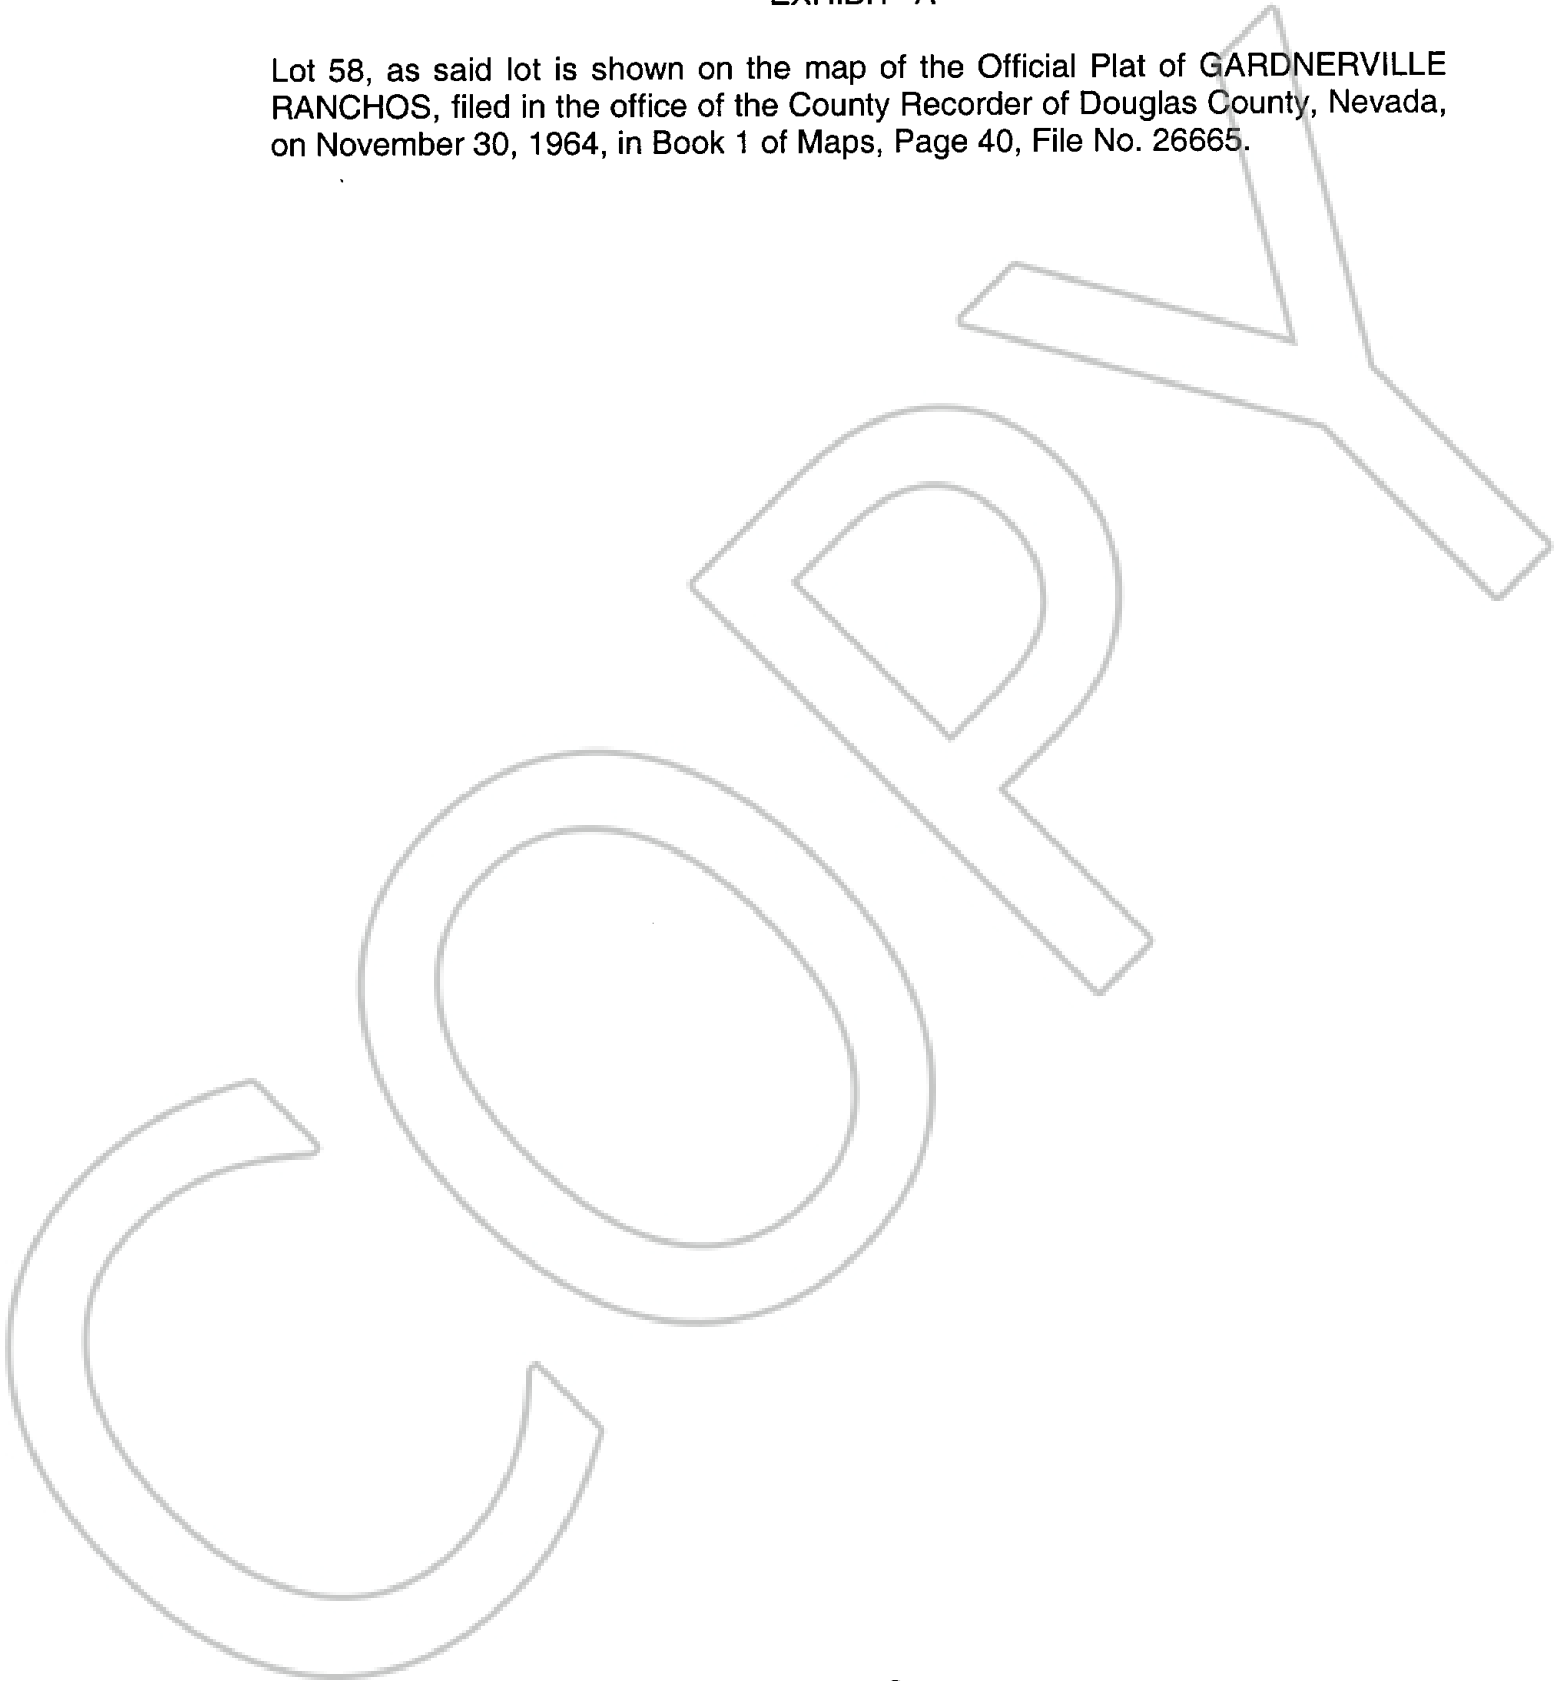 EXHIBIT "A"
Lot 58, as said lot is shown on the map of the Official Plat of GARDNERVILLE
RANCHOS, filed in the office of the County Recorder of Douglas County, Nevada,
on November 30, 1964, in Book 1 of Maps, Page 40, File No. 26665.
COPY